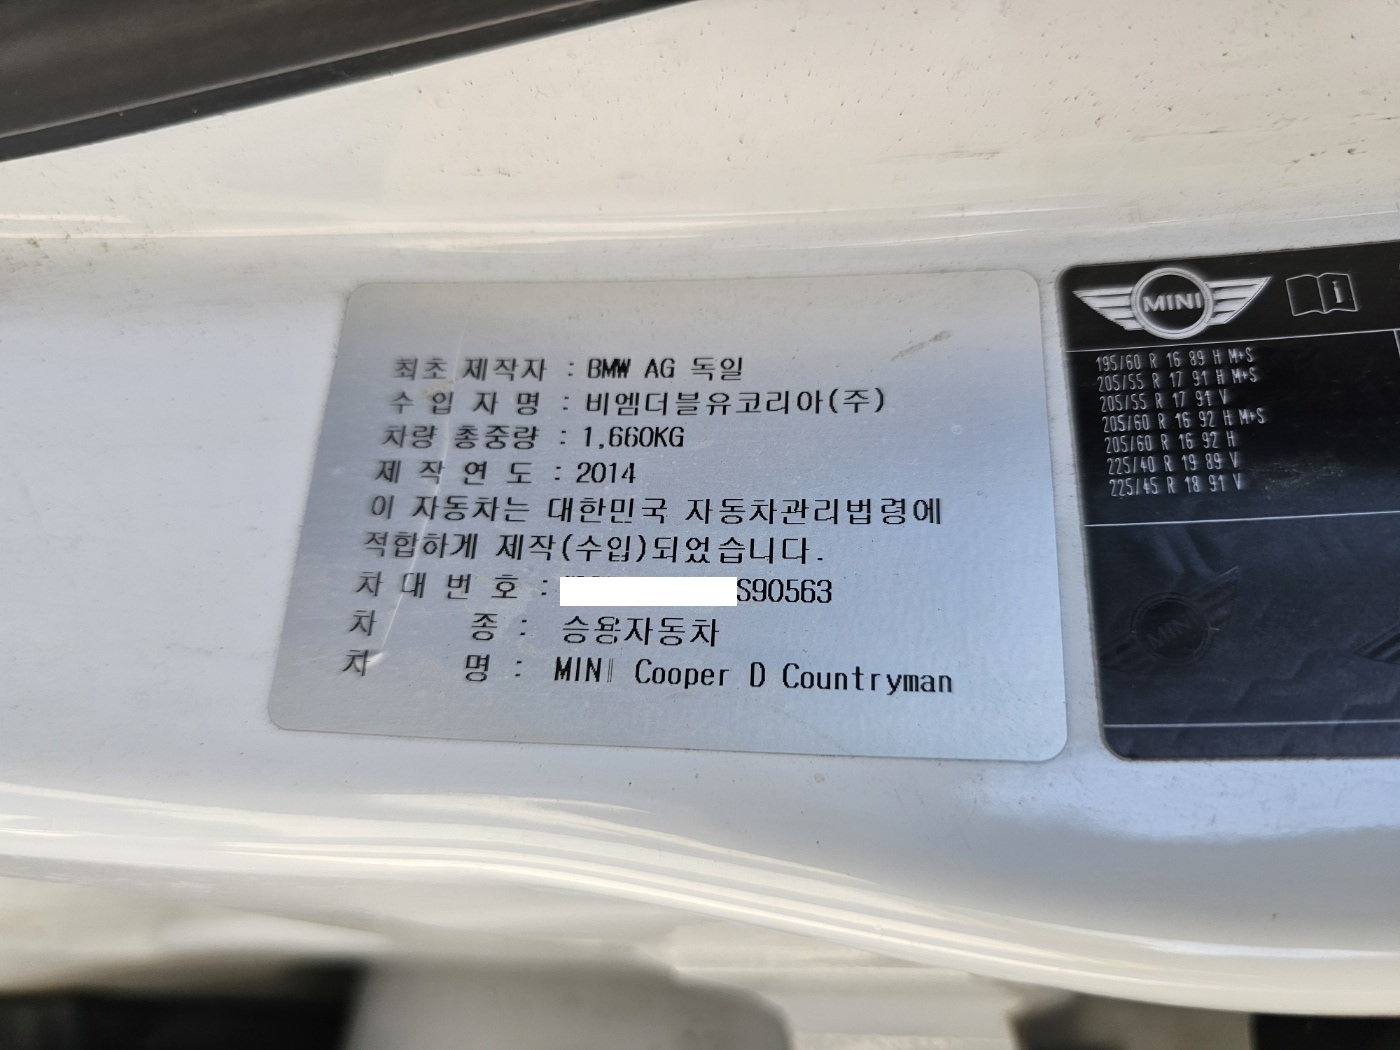 최초 제작자 : BMW AG 독일
수 입 자 명 : 비엠더블유코리아(주)
차량 총중량 : 1,660KG
제 작 연 도 : 2014
이 자동차는 대한민국 자동차관리법령에
적합하게 제작(수입)되었습니다.
차 대 번 호 : S90563
차 종 : 승용자동차
차 명 : MINI Cooper D Countryman
MINI
195/60 R 16 89 H M+S
205/55 R 17 91 H M+S
205/55 R 17 91 V
205/60 R 16 92 H M+S
205/60 R 16 92 H
225/40 R 19 89 V
225/45 R 18 91 V
MINI